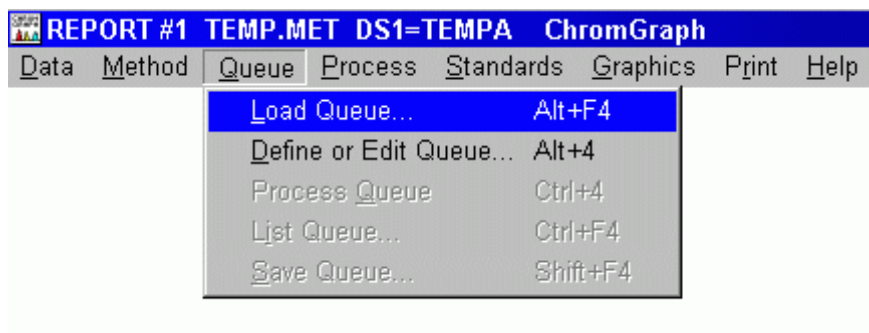 REPORT #1 TEMP.MET DS1=TEMPA ChromGraph
Data Method Queue Process Standards Graphics Print Help
Load Queue... Alt+F4
Define or Edit Queue... Alt+4
Process Queue Ctrl+4
List Queue... Ctrl+F4
Save Queue... Shift+F4